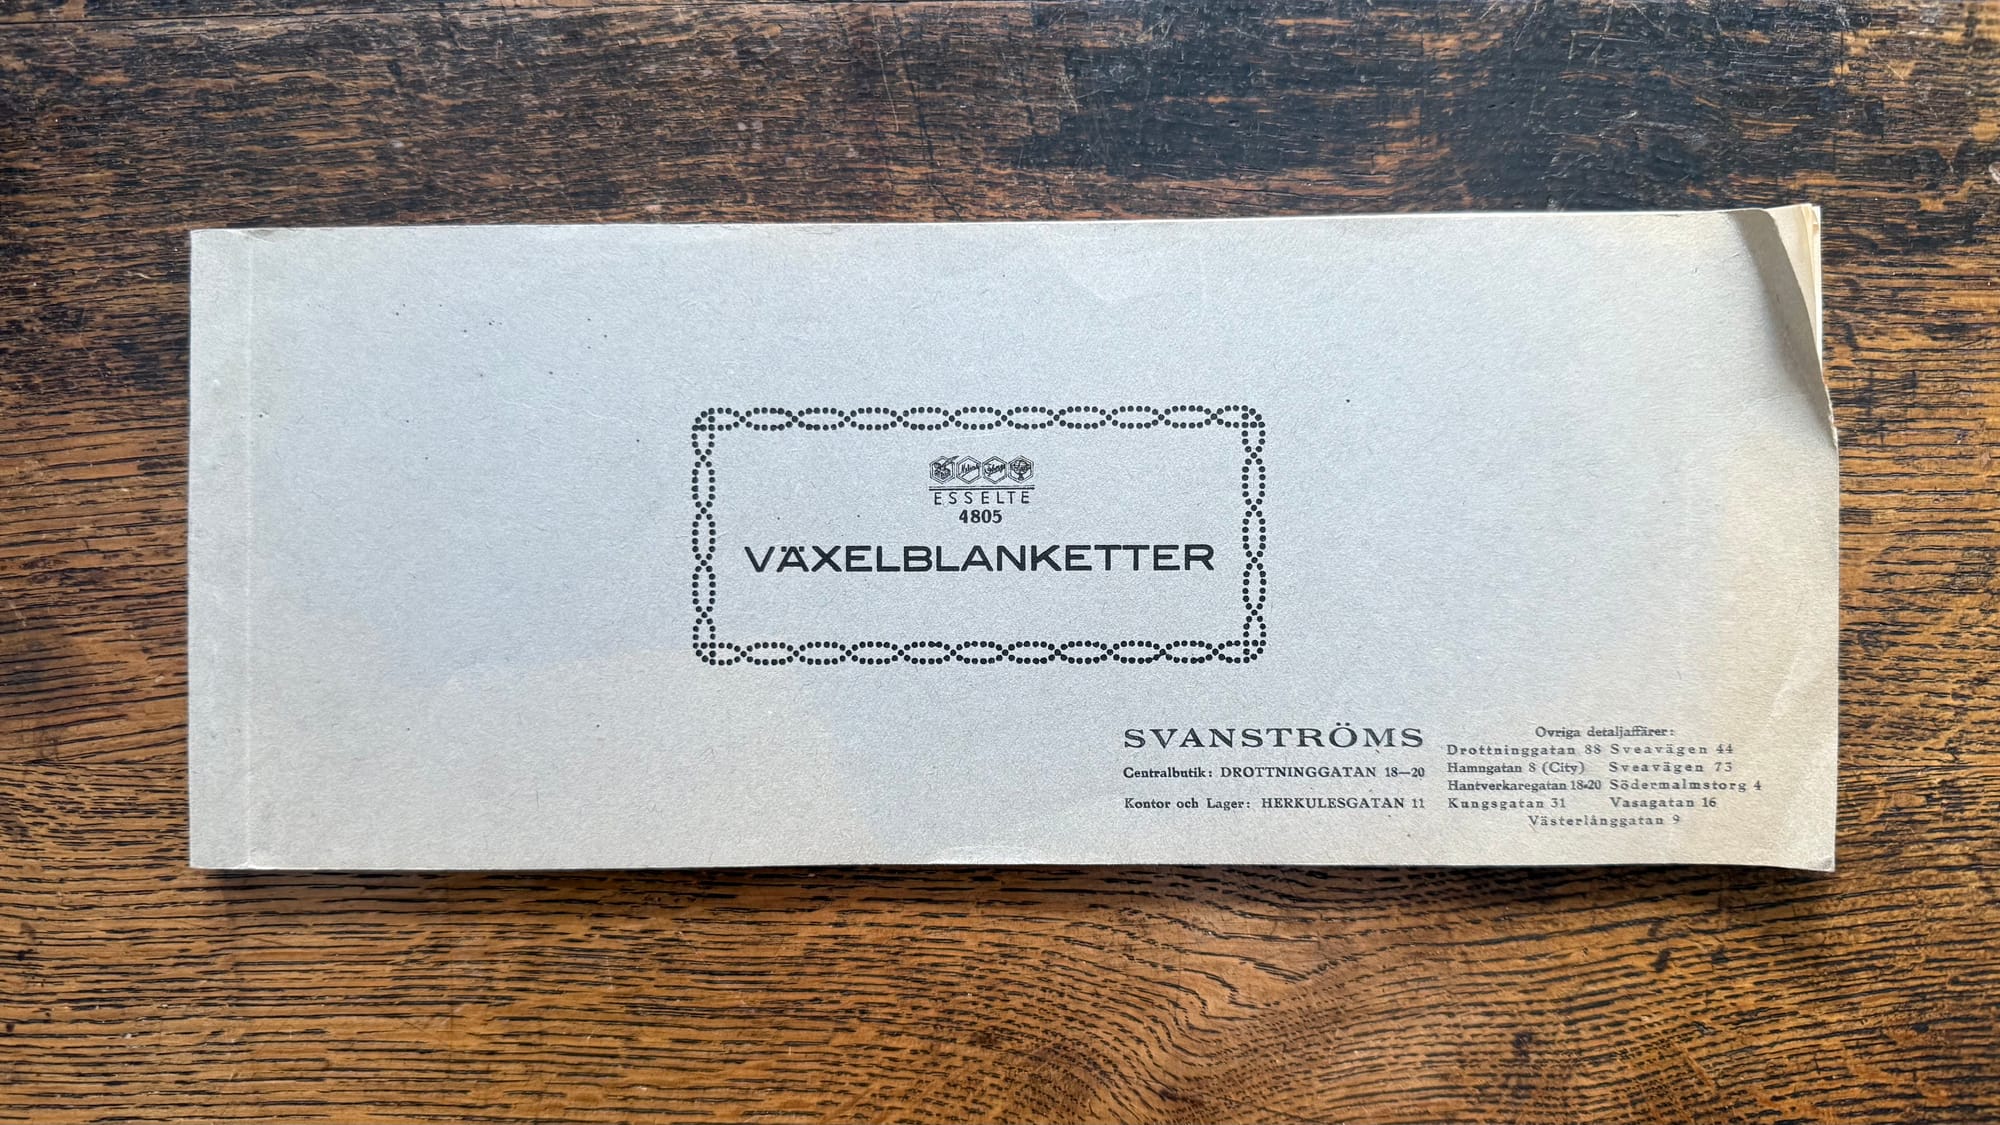 ESSELTE
4805
VÄXELBLANKETTER
SVANSTRÖMS
Centralbutik: DROTTNINGGATAN 18—20
Kontor och Lager: HERKULESGATAN 11
Övriga detaljaffärer:
Drottninggatan 88 Sveavägen 44
Hamngatan 8 (City) Sveavägen 73
Hantverkaregatan 18-20 Södermalmstorg 4
Kungsgatan 31 Vasagatan 16
Västerlånggatan 9